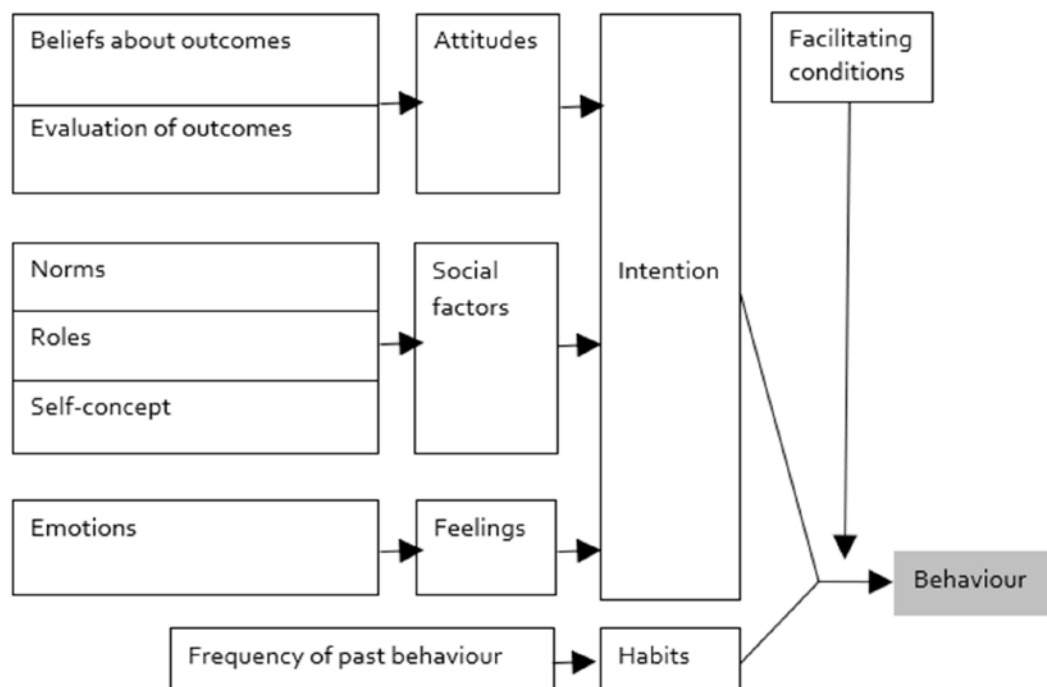 Beliefs about outcomes
Evaluation of outcomes
Attitudes
Norms
Roles
Self-concept
Social
factors
Emotions
Feelings
Intention
Frequency of past behaviour
Habits
Facilitating
conditions
Behaviour